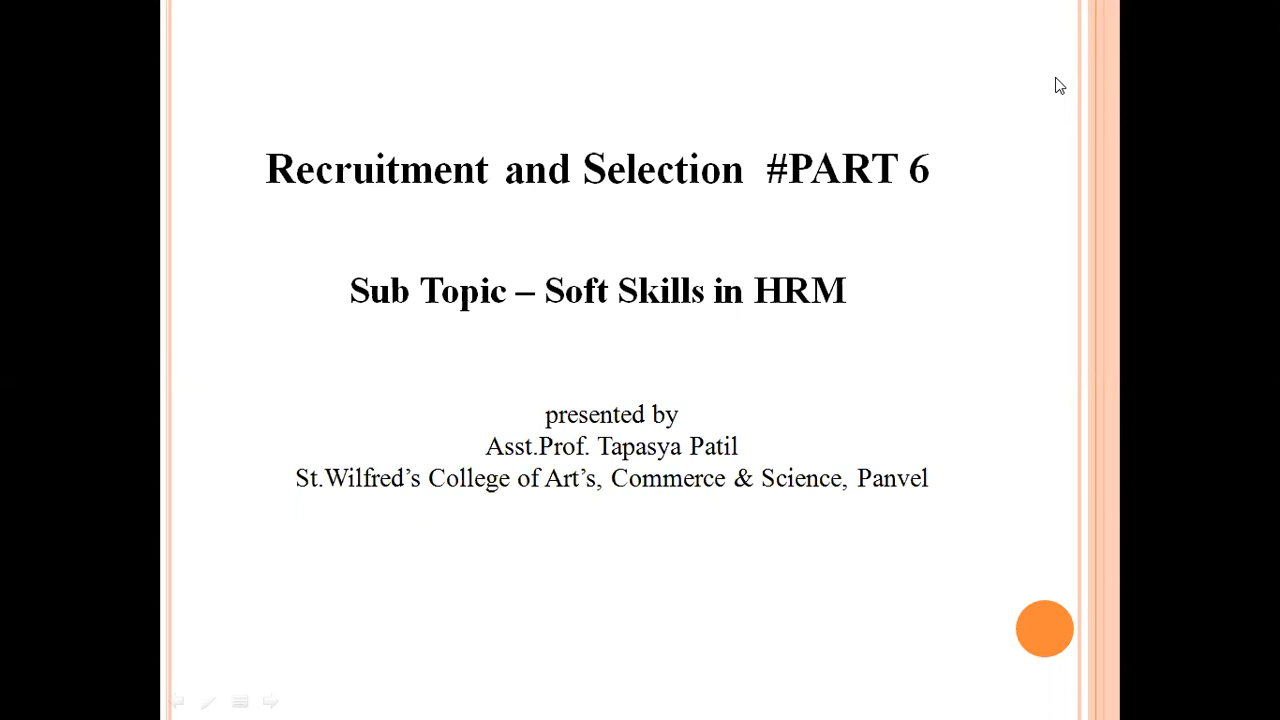 Recruitment and Selection #PART 6
Sub Topic – Soft Skills in HRM
presented by
Asst.Prof. Tapasya Patil
St.Wilfred’s College of Art’s, Commerce & Science, Panvel